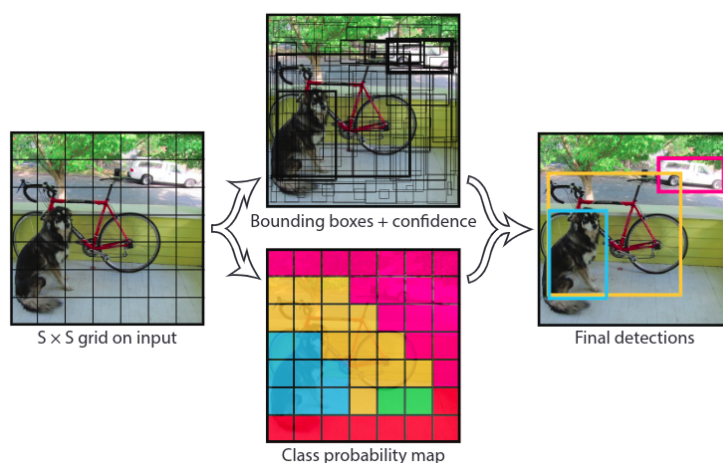 S × S grid on input
Bounding boxes + confidence
Class probability map
Final detections